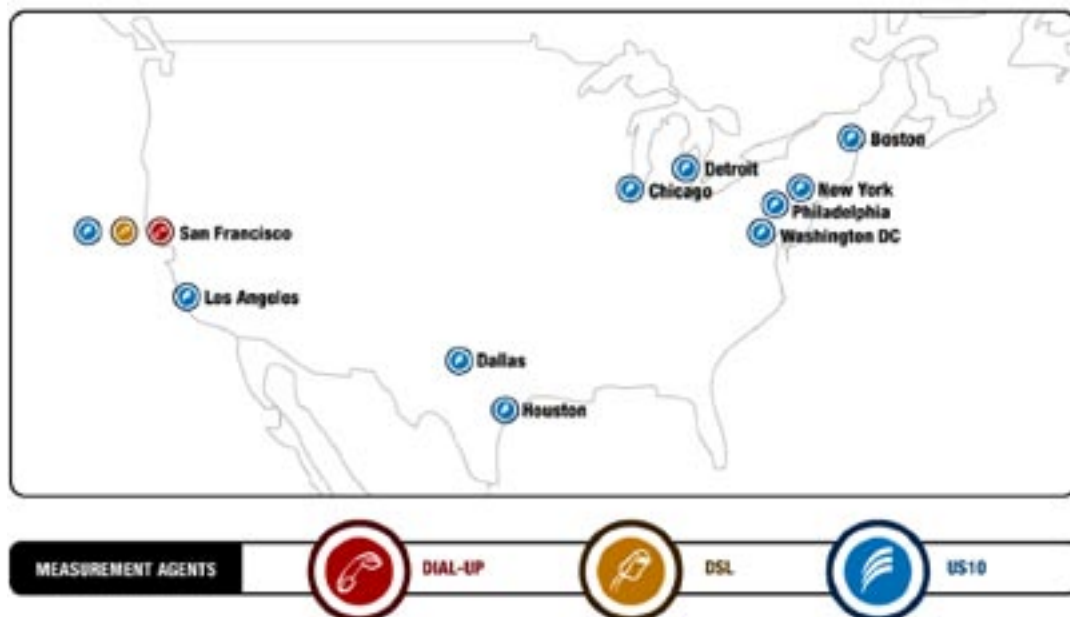 Boston
Detroit
Chicago
New York
Philadelphia
Washington DC
San Francisco
Los Angeles
Dallas
Houston
MEASUREMENT AGENTS
DIAL-UP
DSL
US10